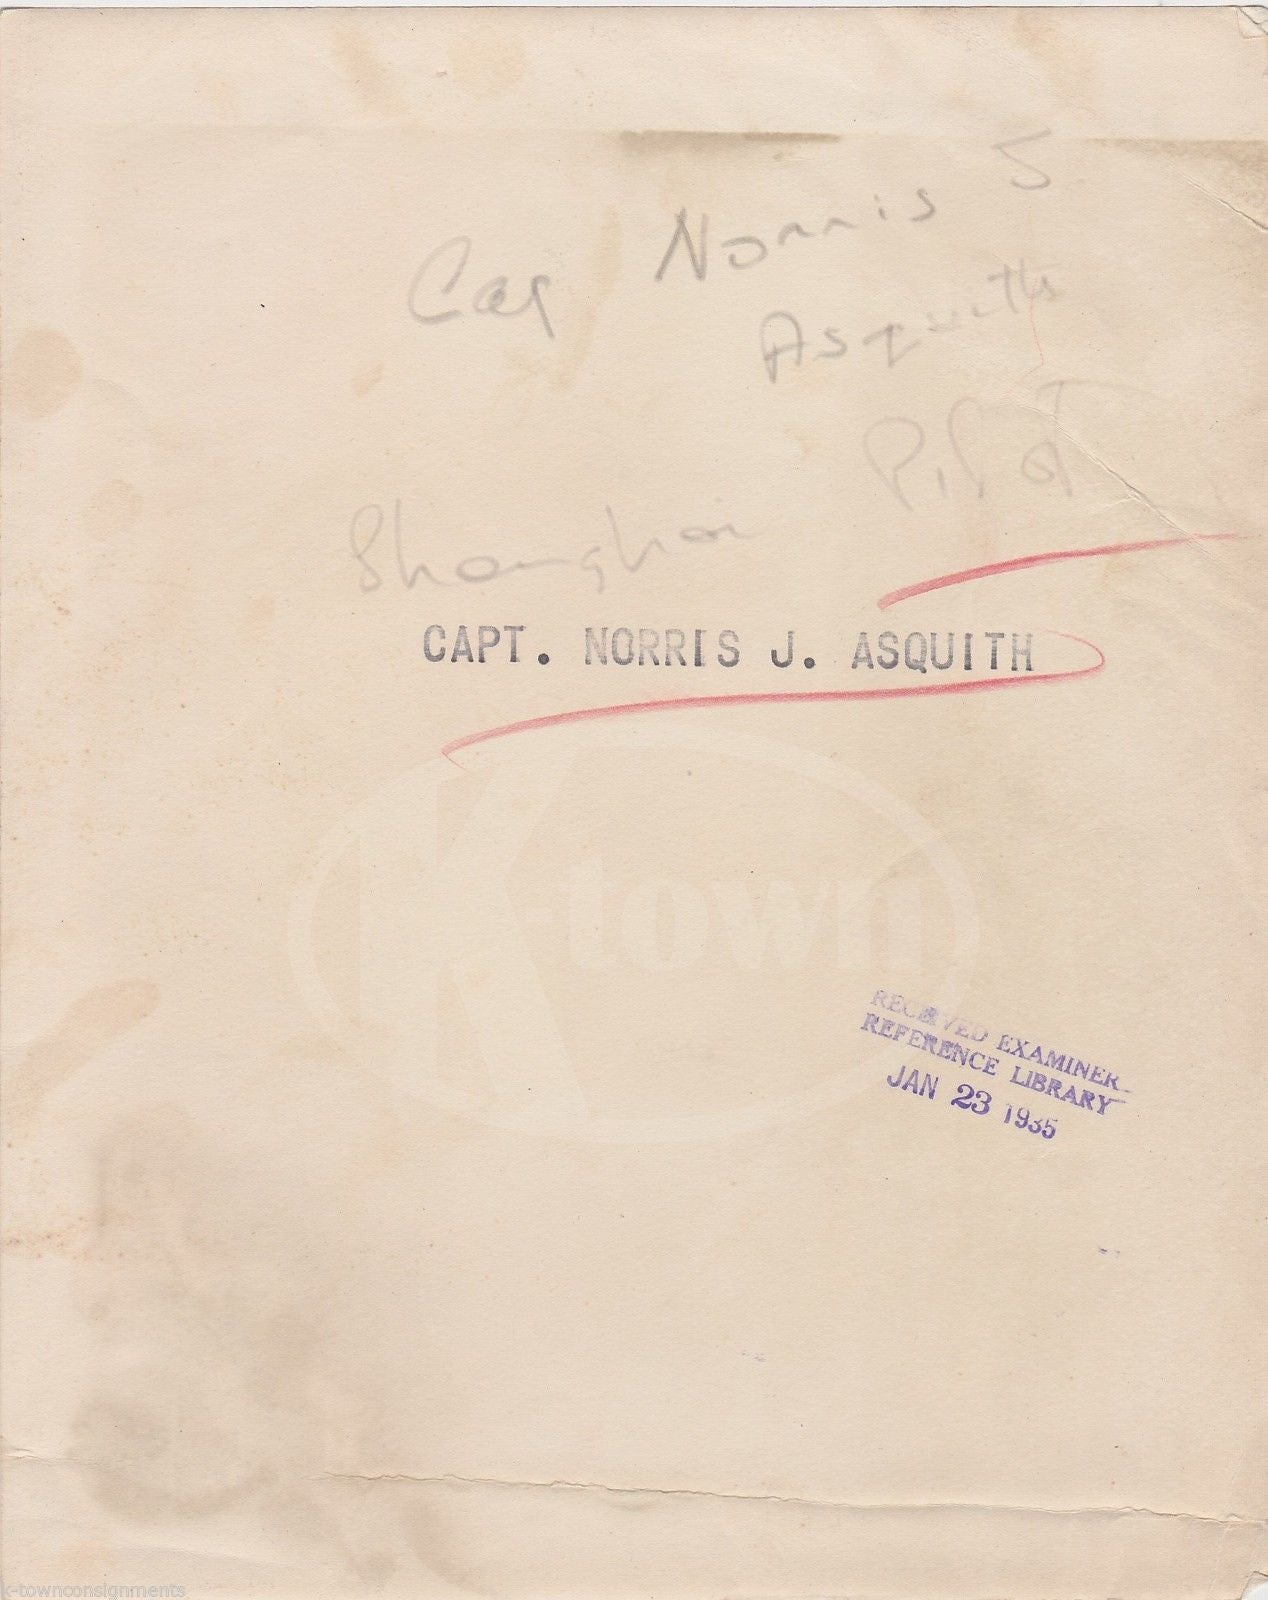 Cap Norris J
Asquith
Shanghai Pilot
CAPT. NORRIS J. ASQUITH
K-town
RECEIVED EXAMINER
REFERENCE LIBRARY
JAN 23 1935
k-townconsignments